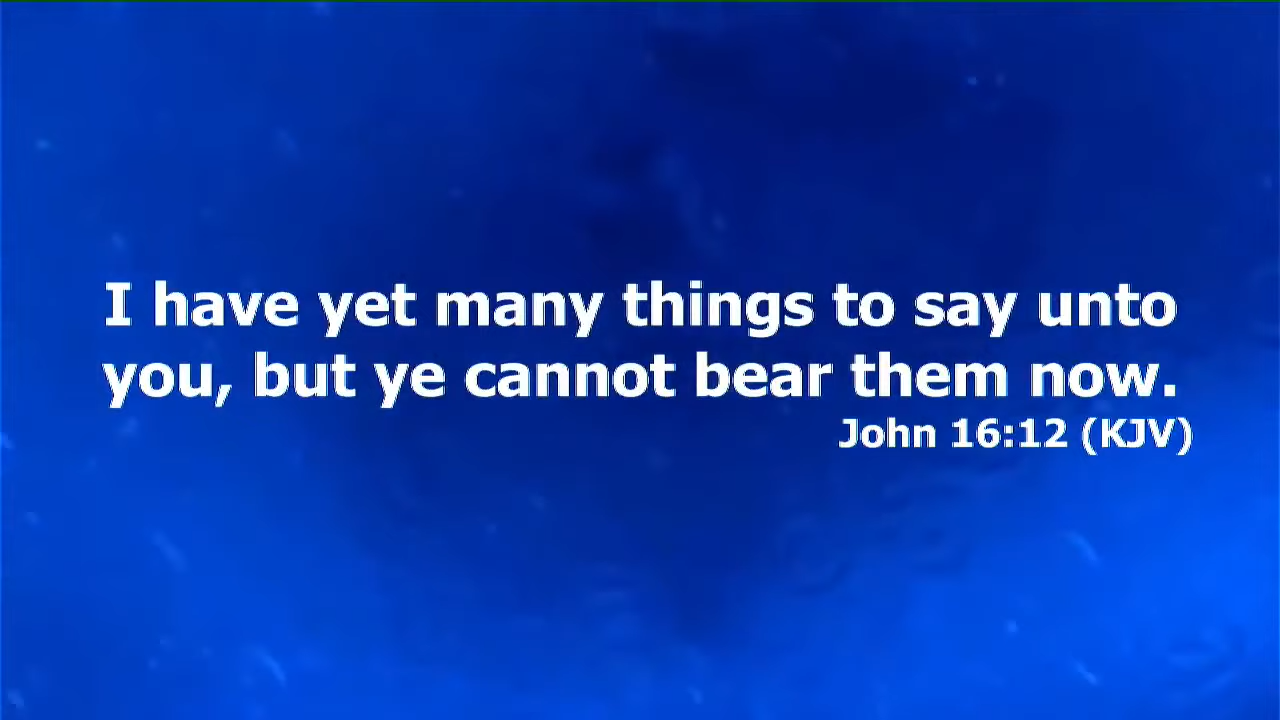 I have yet many things to say unto
you, but ye cannot bear them now.
John 16:12 (KJV)